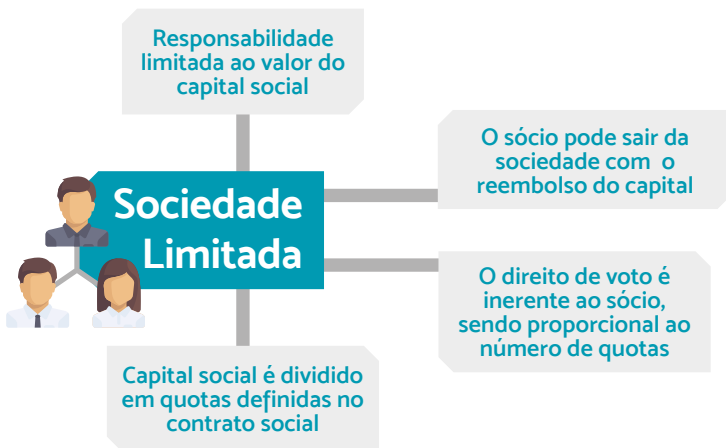 Responsabilidade
limitada ao valor do
capital social
Sociedade
Limitada
O sócio pode sair da
sociedade com o
reembolso do capital
O direito de voto é
inerente ao sócio,
sendo proporcional ao
número de quotas
Capital social é dividido
em quotas definidas no
contrato social